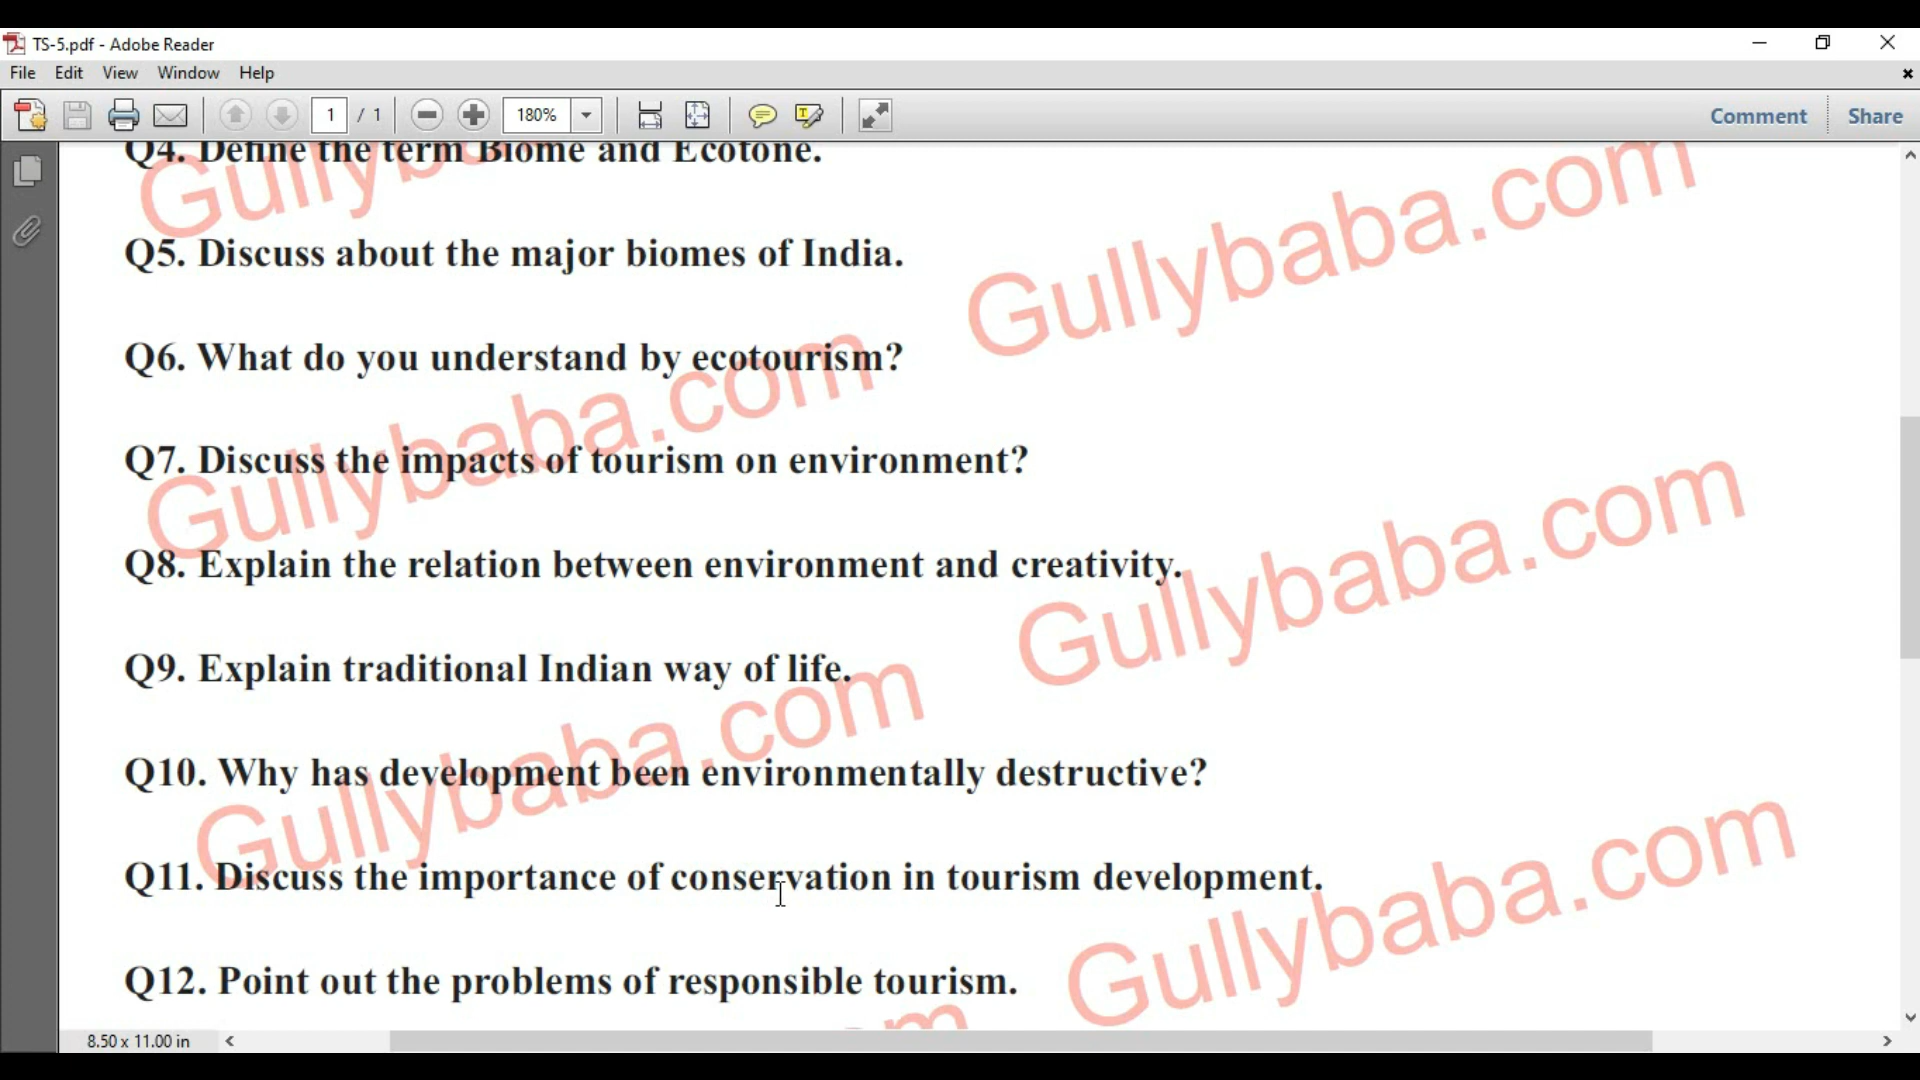 TS-5.pdf - Adobe Reader
File Edit View Window Help
1 / 1 180% Comment Share
Q4. Define the term Biome and Ecotone.
Q5. Discuss about the major biomes of India.
Q6. What do you understand by ecotourism?
Q7. Discuss the impacts of tourism on environment?
Q8. Explain the relation between environment and creativity.
Q9. Explain traditional Indian way of life.
Q10. Why has development been environmentally destructive?
Q11. Discuss the importance of conservation in tourism development.
Q12. Point out the problems of responsible tourism.
Gullybaba.com
Gullybaba.com
Gullybaba.com
Gullybaba.com
Gullybaba.com
8.50 x 11.00 in